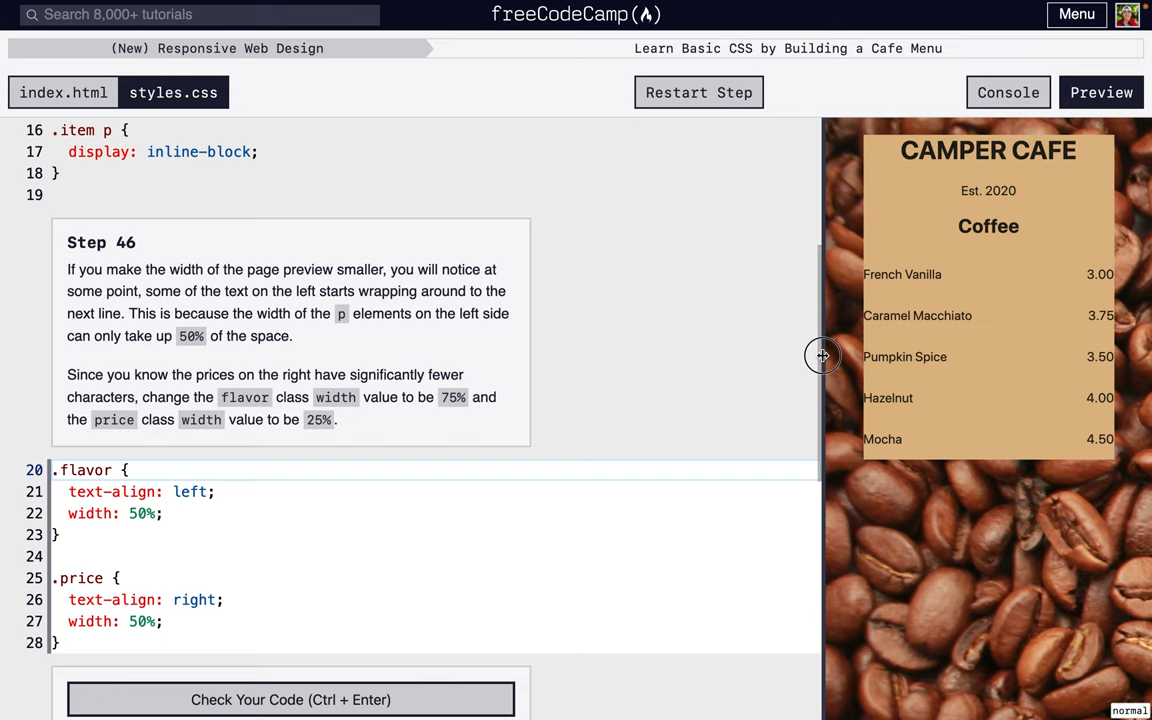 Search 8,000+ tutorials
freeCodeCamp
Menu
(New) Responsive Web Design
Learn Basic CSS by Building a Cafe Menu
index.html
styles.css
Restart Step
Console
Preview
16 .item p {
17 display: inline-block;
18 }
19
Step 46
If you make the width of the page preview smaller, you will notice at
some point, some of the text on the left starts wrapping around to the
next line. This is because the width of the p elements on the left side
can only take up 50% of the space.
Since you know the prices on the right have significantly fewer
characters, change the flavor class width value to be 75% and
the price class width value to be 25%.
20 .flavor {
21 text-align: left;
22 width: 50%;
23 }
24
25 .price {
26 text-align: right;
27 width: 50%;
28 }
Check Your Code (Ctrl + Enter)
CAMPER CAFE
Est. 2020
Coffee
French Vanilla 3.00
Caramel Macchiato 3.75
Pumpkin Spice 3.50
Hazelnut 4.00
Mocha 4.50
normal